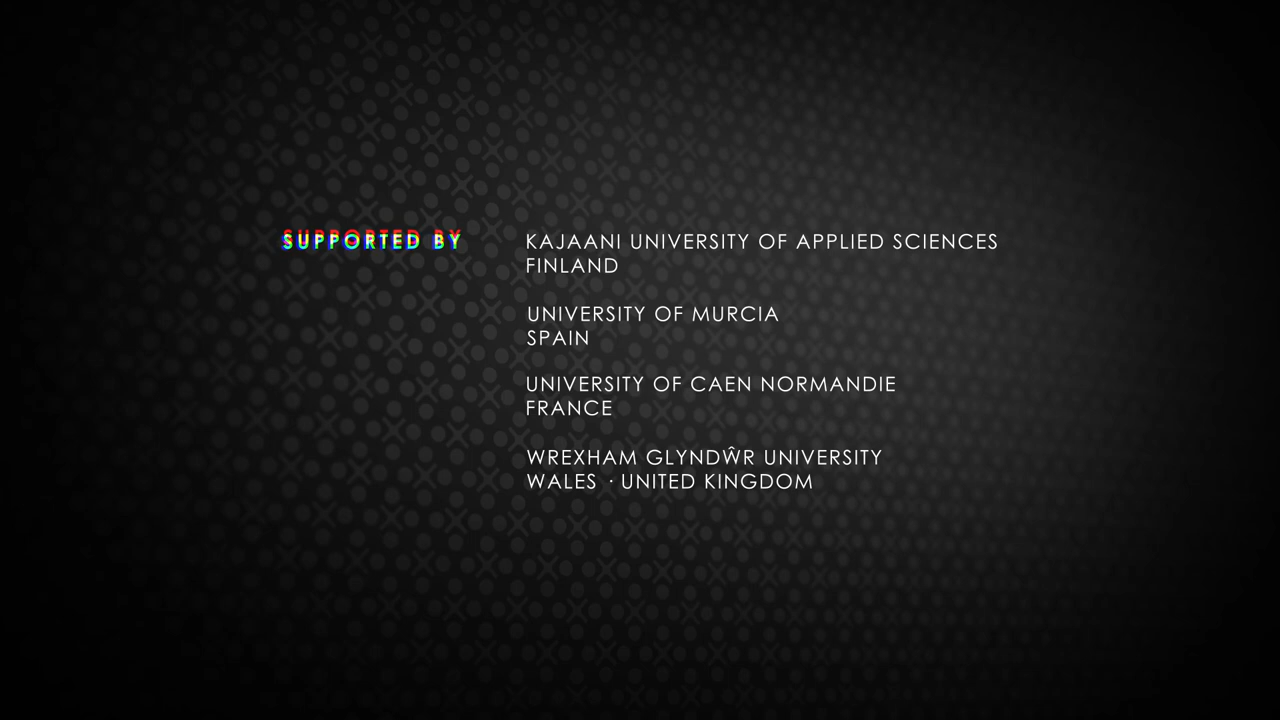 SUPPORTED BY
KAJAANI UNIVERSITY OF APPLIED SCIENCES
FINLAND
UNIVERSITY OF MURCIA
SPAIN
UNIVERSITY OF CAEN NORMANDIE
FRANCE
WREXHAM GLYNDŴR UNIVERSITY
WALES · UNITED KINGDOM